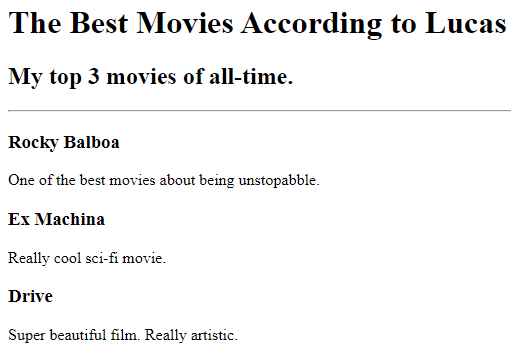 The Best Movies According to Lucas
My top 3 movies of all-time.
Rocky Balboa
One of the best movies about being unstopabble.
Ex Machina
Really cool sci-fi movie.
Drive
Super beautiful film. Really artistic.